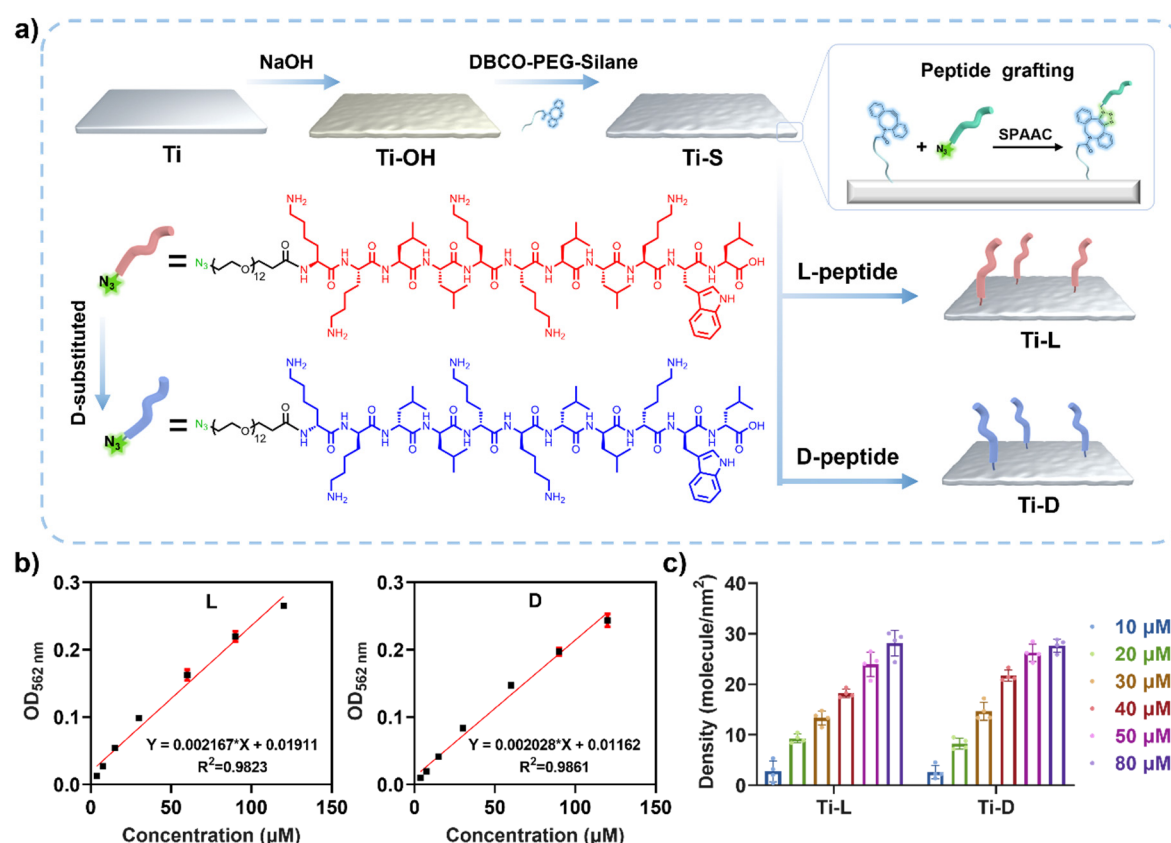 a)
NaOH
DBCO-PEG-Silane
Ti
Ti-OH
Ti-S
Peptide grafting
N3
+
SPAAC
N3
=
N3
O
12
O
H
N
NH2
O
N
H
NH2
H
N
O
O
N
H
H
N
NH2
O
O
N
H
NH2
H
N
O
O
N
H
H
N
NH2
O
O
N
H
NH
H
N
O
OH
D-substituted
L-peptide
Ti-L
N3
=
N3
O
12
O
H
N
NH2
O
N
H
NH2
H
N
O
O
N
H
H
N
NH2
O
O
N
H
NH2
H
N
O
O
N
H
H
N
NH2
O
O
N
H
NH
H
N
O
OH
D-peptide
Ti-D
b)
L
OD562 nm
0.3
0.2
0.1
0.0
0
50
100
150
Y = 0.002167*X + 0.01911
R2=0.9823
Concentration (μM)
D
OD562 nm
0.3
0.2
0.1
0.0
0
50
100
150
Y = 0.002028*X + 0.01162
R2=0.9861
Concentration (μM)
c)
Density (molecule/nm2)
40
30
20
10
0
Ti-L
Ti-D
10 μM
20 μM
30 μM
40 μM
50 μM
80 μM